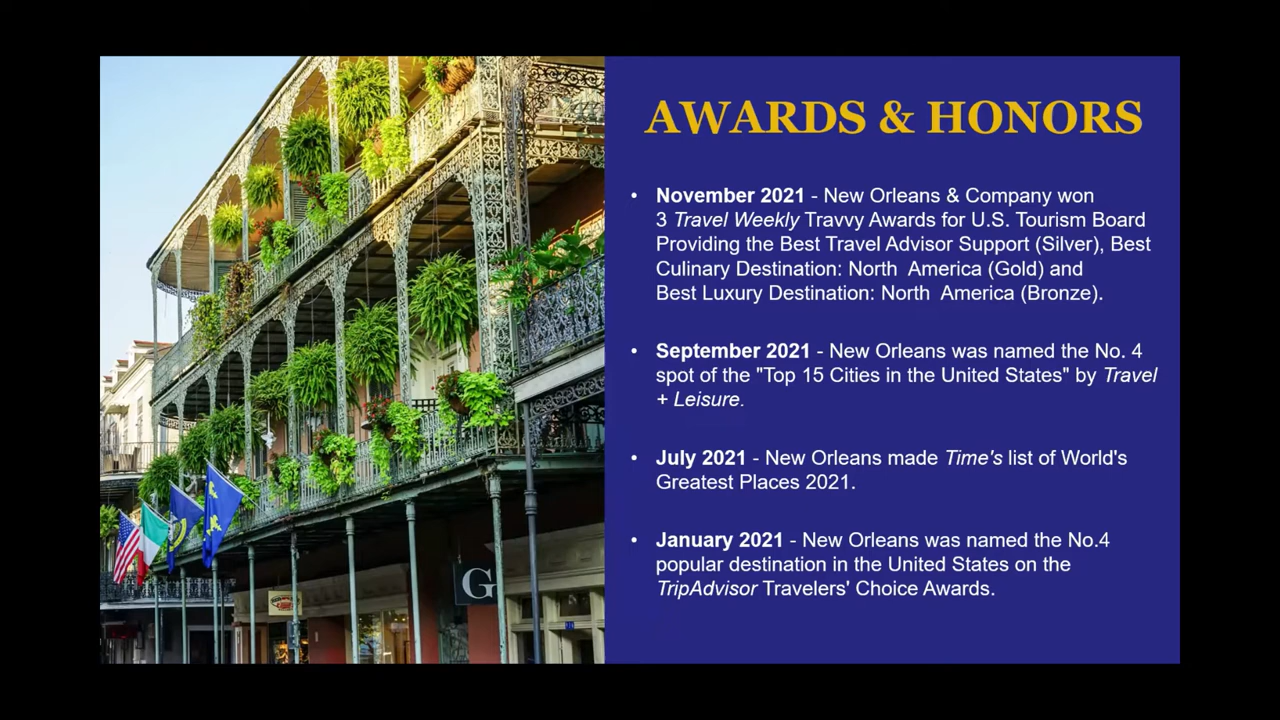 AWARDS & HONORS
• November 2021 - New Orleans & Company won
3 Travel Weekly Travvy Awards for U.S. Tourism Board
Providing the Best Travel Advisor Support (Silver), Best
Culinary Destination: North  America (Gold) and
Best Luxury Destination: North  America (Bronze).
• September 2021 - New Orleans was named the No. 4
spot of the "Top 15 Cities in the United States" by Travel
+ Leisure.
• July 2021 - New Orleans made Time's list of World's
Greatest Places 2021.
• January 2021 - New Orleans was named the No.4
popular destination in the United States on the
TripAdvisor Travelers' Choice Awards.
G